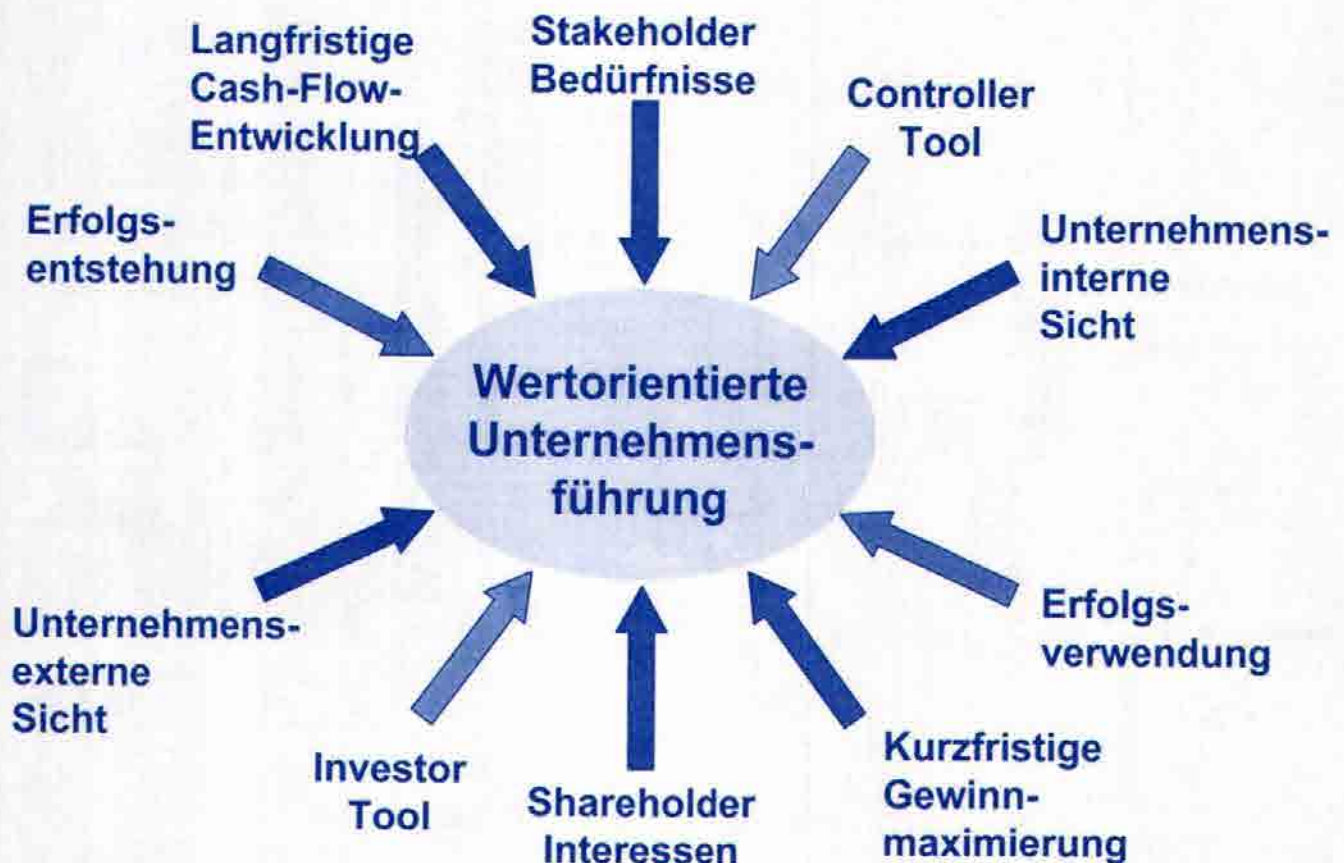 Langfristige
Cash-Flow-
Entwicklung
Stakeholder
Bedürfnisse
Controller
Tool
Erfolgs-
entstehung
Unternehmens-
interne
Sicht
Wertorientierte
Unternehmens-
führung
Unternehmens-
externe
Sicht
Erfolgs-
verwendung
Investor
Tool
Shareholder
Interessen
Kurzfristige
Gewinn-
maximierung